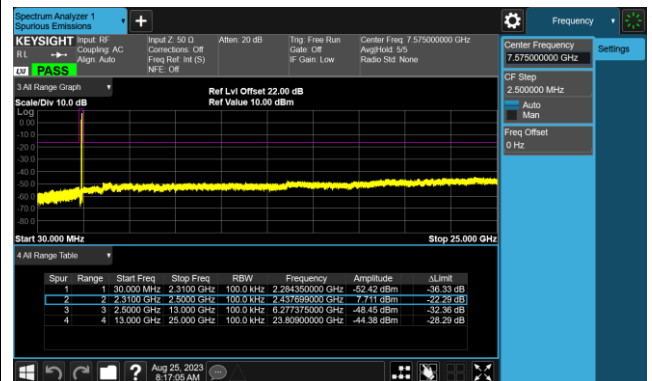 Spectrum Analyzer 1
Spurious Emissions
Frequency
KEYSIGHT
RL
Input: RF
Coupling: AC
Align: Auto
Input Z: 50 Ω
Corrections: Off
Freq Ref: Int (S)
NFE: Off
Atten: 20 dB
Trig: Free Run
Gate: Off
IF Gain: Low
Center Freq: 7.575000000 GHz
Avg|Hold: 5/5
Radio Std: None
LXI
PASS
Center Frequency
7.575000000 GHz
Settings
CF Step
2.500000 MHz
Auto
Man
Freq Offset
0 Hz
3 All Range Graph
Scale/Div 10.0 dB
Ref Lvl Offset 22.00 dB
Ref Value 10.00 dBm
Log
0.00
-10.0
-20.0
-30.0
-40.0
-50.0
-60.0
-70.0
-80.0
Start 30.000 MHz
Stop 25.000 GHz
4 All Range Table
Spur Range Start Freq Stop Freq RBW Frequency Amplitude ΔLimit
1 1 30.000 MHz 2.3100 GHz 100.0 kHz 2.284350000 GHz -52.42 dBm -36.33 dB
2 2 2.3100 GHz 2.5000 GHz 100.0 kHz 2.437699000 GHz 7.711 dBm -22.29 dB
3 3 2.5000 GHz 13.000 GHz 100.0 kHz 6.277375000 GHz -48.45 dBm -32.36 dB
4 4 13.000 GHz 25.000 GHz 100.0 kHz 23.80900000 GHz -44.38 dBm -28.29 dB
?
Aug 25, 2023
8:17:05 AM